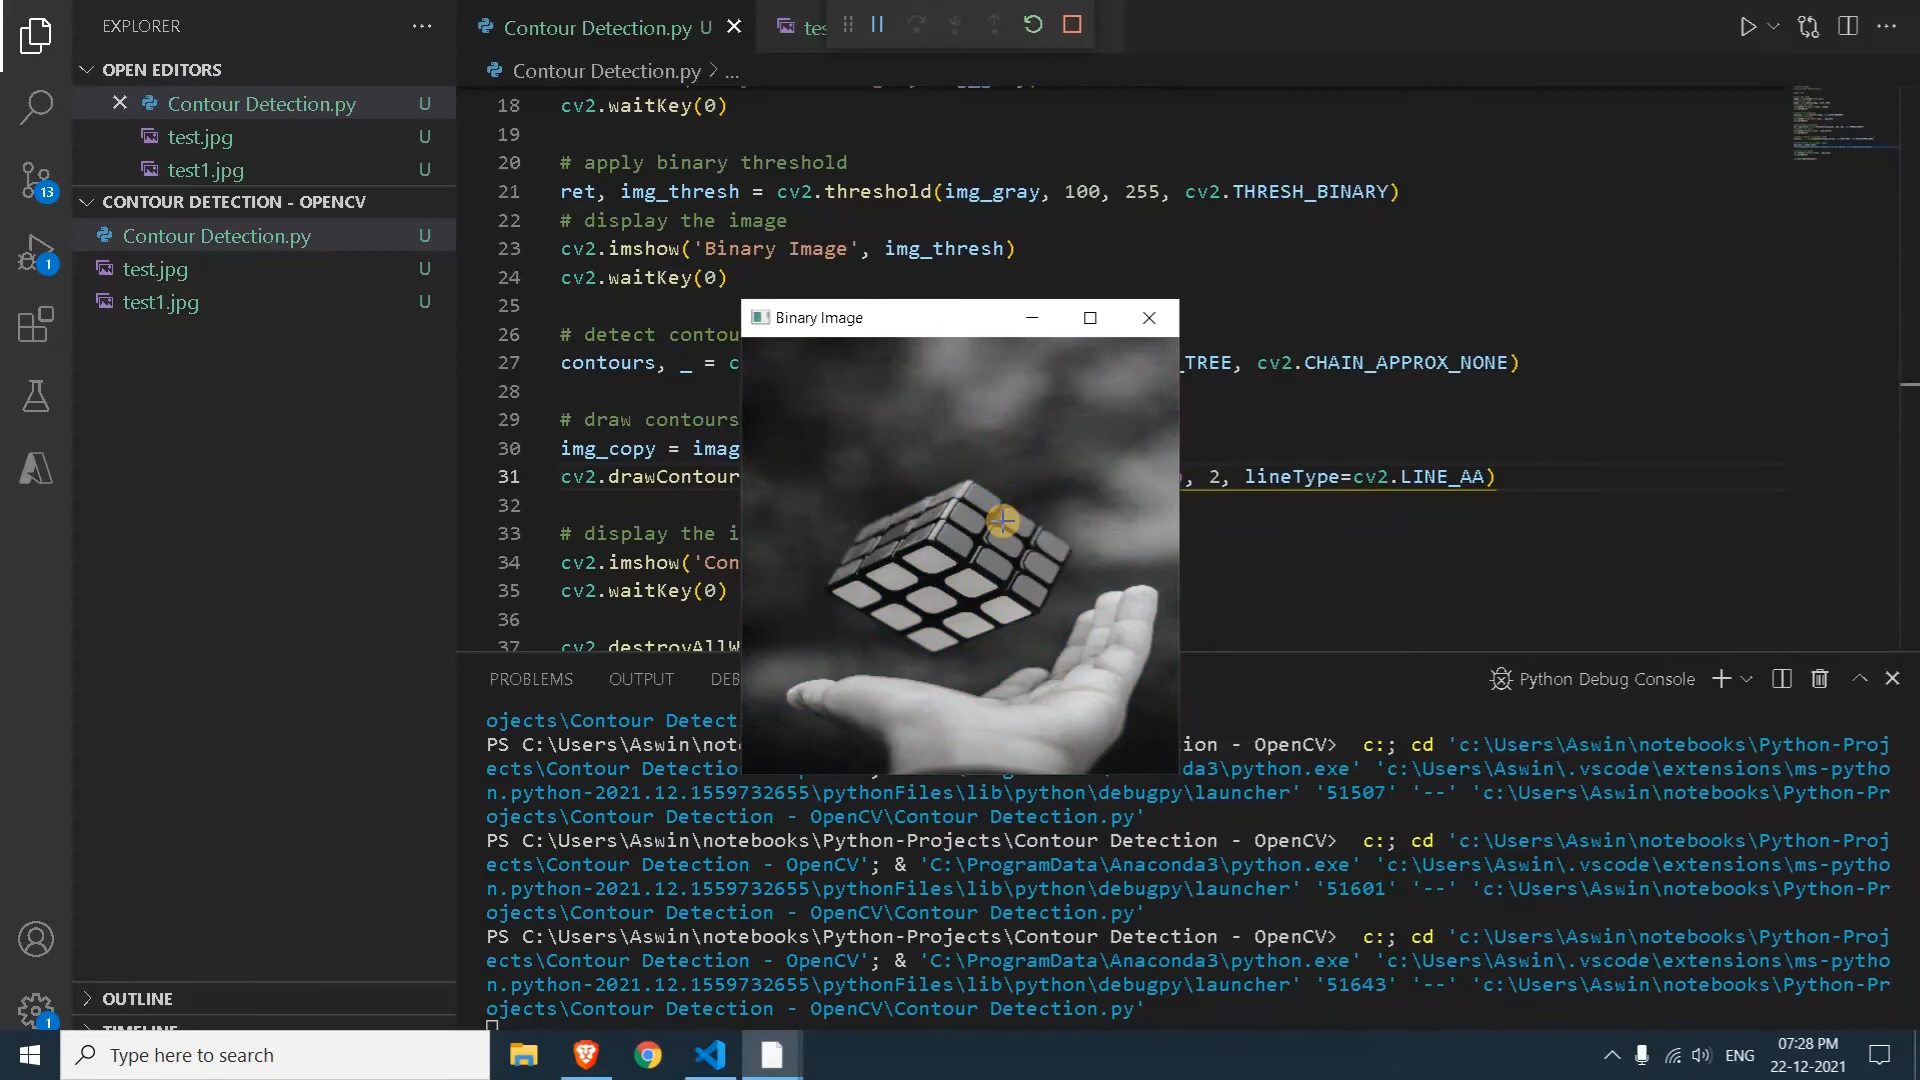 EXPLORER
OPEN EDITORS
Contour Detection.py U
test.jpg U
test1.jpg U
CONTOUR DETECTION - OPENCV
Contour Detection.py U
test.jpg U
test1.jpg U
OUTLINE
TIMELINE
13
1
1
Contour Detection.py U
tes
Contour Detection.py > ...
18 cv2.waitKey(0)
19
20 # apply binary threshold
21 ret, img_thresh = cv2.threshold(img_gray, 100, 255, cv2.THRESH_BINARY)
22 # display the image
23 cv2.imshow('Binary Image', img_thresh)
24 cv2.waitKey(0)
25
26 # detect contou
27 contours, _ = c _TREE, cv2.CHAIN_APPROX_NONE)
28
29 # draw contours
30 img_copy = imag
31 cv2.drawContour , 2, lineType=cv2.LINE_AA)
32
33 # display the i
34 cv2.imshow('Con
35 cv2.waitKey(0)
36
37 cv2.destroyAllW
Binary Image
PROBLEMS OUTPUT DEB Python Debug Console
ojects\Contour Detect
PS C:\Users\Aswin\not ion - OpenCV> c:; cd 'c:\Users\Aswin\notebooks\Python-Proj
ects\Contour Detection da3\python.exe' 'c:\Users\Aswin\.vscode\extensions\ms-pytho
n.python-2021.12.1559732655\pythonFiles\lib\python\debugpy\launcher' '51507' '--' 'c:\Users\Aswin\notebooks\Python-Pr
ojects\Contour Detection - OpenCV\Contour Detection.py'
PS C:\Users\Aswin\notebooks\Python-Projects\Contour Detection - OpenCV> c:; cd 'c:\Users\Aswin\notebooks\Python-Proj
ects\Contour Detection - OpenCV'; & 'C:\ProgramData\Anaconda3\python.exe' 'c:\Users\Aswin\.vscode\extensions\ms-pytho
n.python-2021.12.1559732655\pythonFiles\lib\python\debugpy\launcher' '51601' '--' 'c:\Users\Aswin\notebooks\Python-Pr
ojects\Contour Detection - OpenCV\Contour Detection.py'
PS C:\Users\Aswin\notebooks\Python-Projects\Contour Detection - OpenCV> c:; cd 'c:\Users\Aswin\notebooks\Python-Proj
ects\Contour Detection - OpenCV'; & 'C:\ProgramData\Anaconda3\python.exe' 'c:\Users\Aswin\.vscode\extensions\ms-pytho
n.python-2021.12.1559732655\pythonFiles\lib\python\debugpy\launcher' '51643' '--' 'c:\Users\Aswin\notebooks\Python-Pr
ojects\Contour Detection - OpenCV\Contour Detection.py'
Type here to search
ENG
07:28 PM
22-12-2021